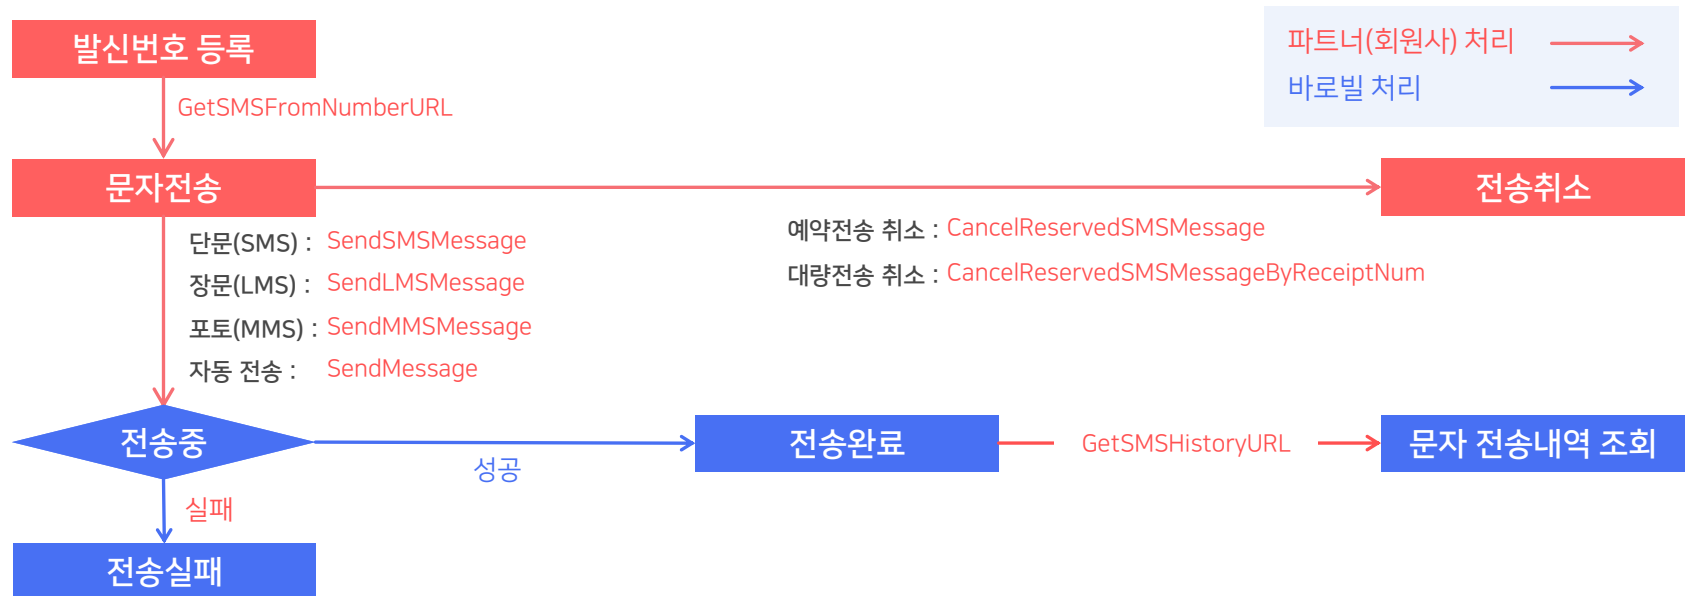 발신번호 등록
파트너(회원사) 처리
바로빌 처리
GetSMSFromNumberURL
문자전송
전송취소
단문(SMS) : SendSMSMessage
장문(LMS) : SendLMSMessage
포토(MMS) : SendMMSMessage
자동 전송 : SendMessage
예약전송 취소 : CancelReservedSMSMessage
대량전송 취소 : CancelReservedSMSMessageByReceiptNum
전송중
성공
전송완료
GetSMSHistoryURL
문자 전송내역 조회
실패
전송실패